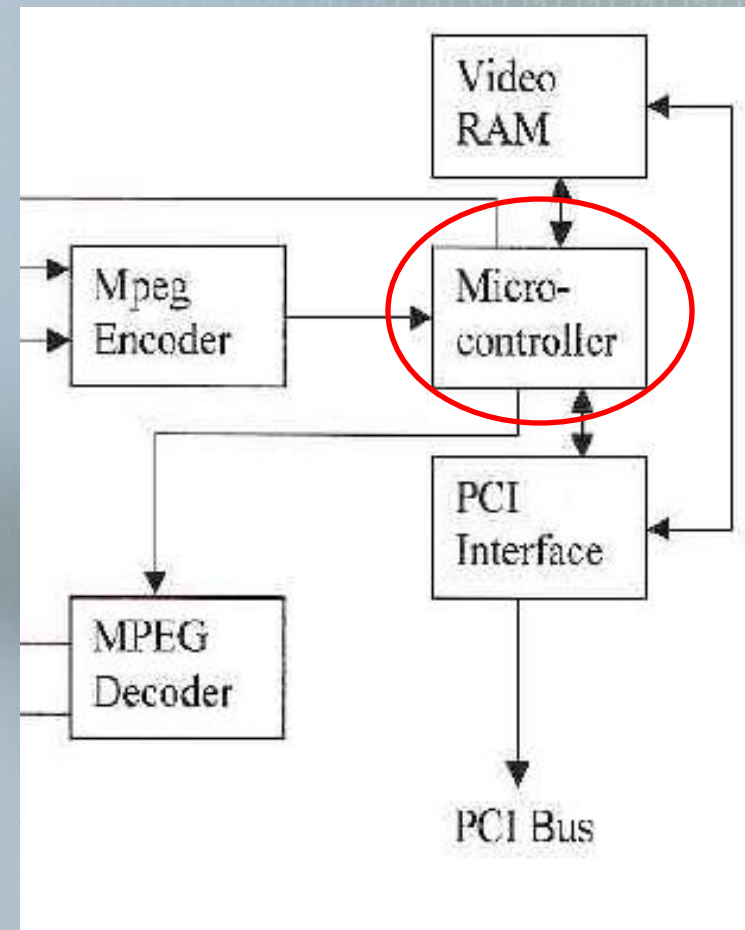 Video
RAM
Mpeg
Encoder
Micro-
controller
PCI
Interface
MPEG
Decoder
PCI Bus